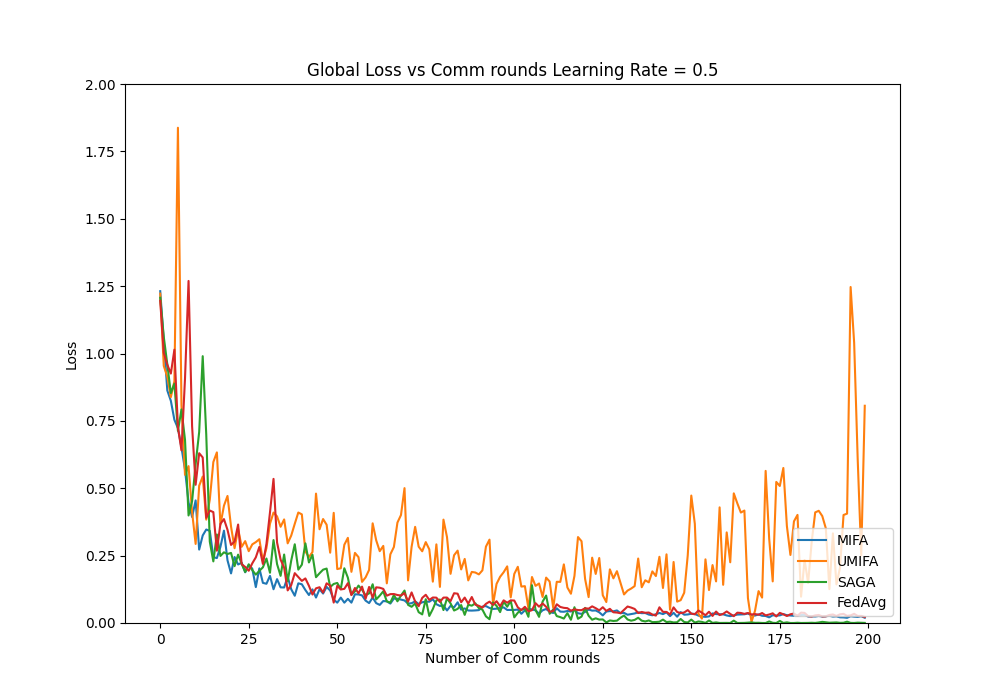 Global Loss vs Comm rounds Learning Rate = 0.5
2.00
1.75
1.50
1.25
1.00
0.75
0.50
0.25
0.00
Loss
MIFA
UMIFA
SAGA
FedAvg
0 25 50 75 100 125 150 175 200
Number of Comm rounds